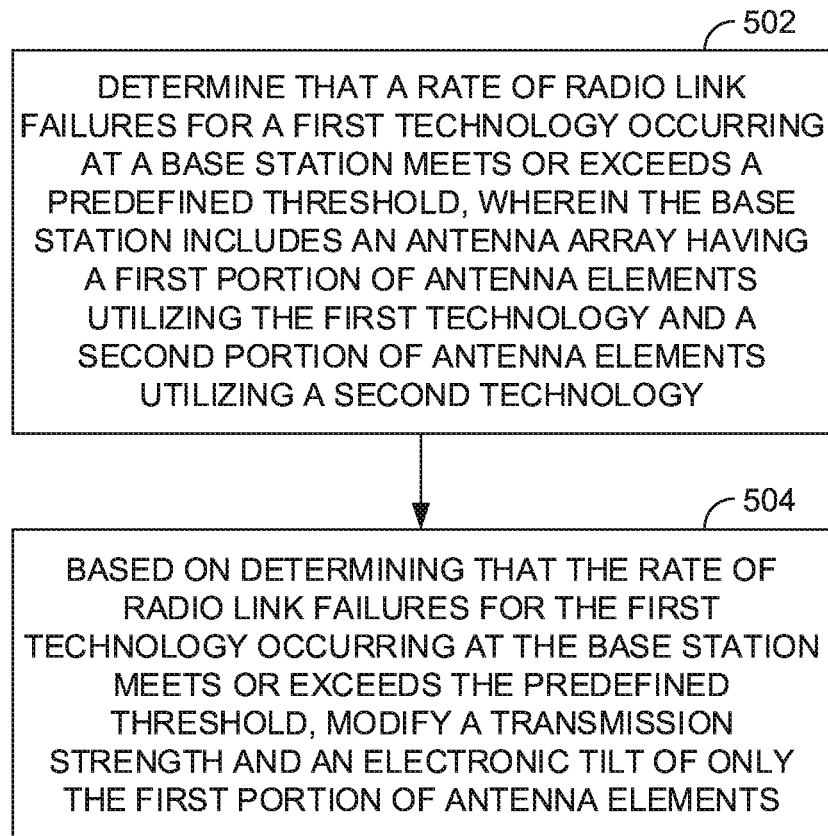 502
DETERMINE THAT A RATE OF RADIO LINK
FAILURES FOR A FIRST TECHNOLOGY OCCURRING
AT A BASE STATION MEETS OR EXCEEDS A
PREDEFINED THRESHOLD, WHEREIN THE BASE
STATION INCLUDES AN ANTENNA ARRAY HAVING
A FIRST PORTION OF ANTENNA ELEMENTS
UTILIZING THE FIRST TECHNOLOGY AND A
SECOND PORTION OF ANTENNA ELEMENTS
UTILIZING A SECOND TECHNOLOGY
504
BASED ON DETERMINING THAT THE RATE OF
RADIO LINK FAILURES FOR THE FIRST
TECHNOLOGY OCCURRING AT THE BASE STATION
MEETS OR EXCEEDS THE PREDEFINED
THRESHOLD, MODIFY A TRANSMISSION
STRENGTH AND AN ELECTRONIC TILT OF ONLY
THE FIRST PORTION OF ANTENNA ELEMENTS